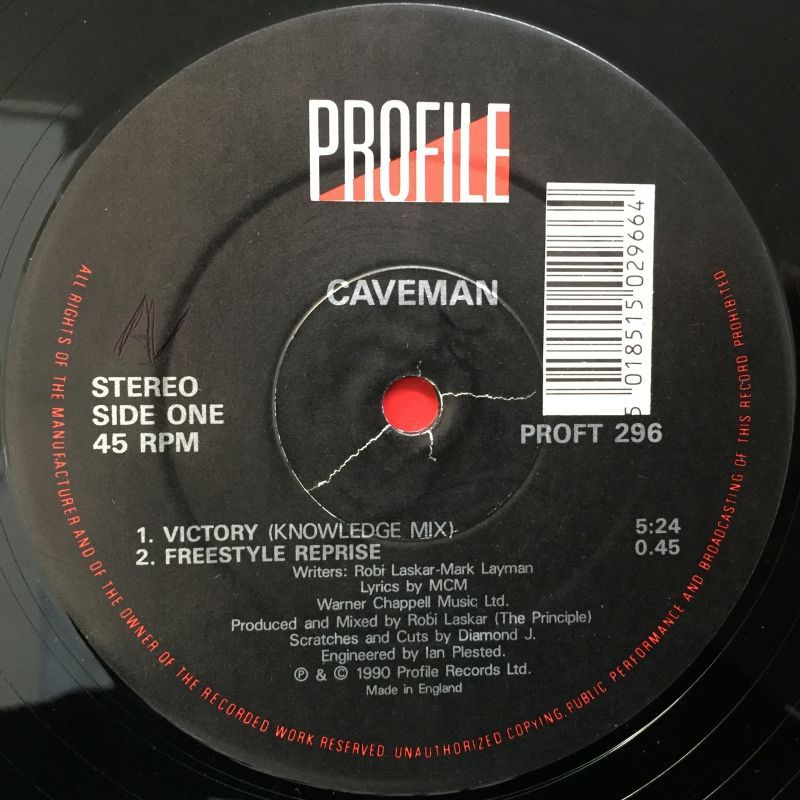 PROFILE
CAVEMAN
5 018515 029664
PROFT 296
STEREO
SIDE ONE
45 RPM
1. VICTORY (KNOWLEDGE MIX) 5:24
2. FREESTYLE REPRISE 0.45
Writers: Robi Laskar-Mark Layman
Lyrics by MCM
Warner Chappell Music Ltd.
Produced and Mixed by Robi Laskar (The Principle)
Scratches and Cuts by Diamond J.
Engineered by Ian Plested.
℗ & © 1990 Profile Records Ltd.
Made in England
ALL RIGHTS OF THE MANUFACTURER AND OF THE OWNER OF THE RECORDED WORK RESERVED. UNAUTHORIZED COPYING, PUBLIC PERFORMANCE AND BROADCASTING OF THIS RECORD PROHIBITED